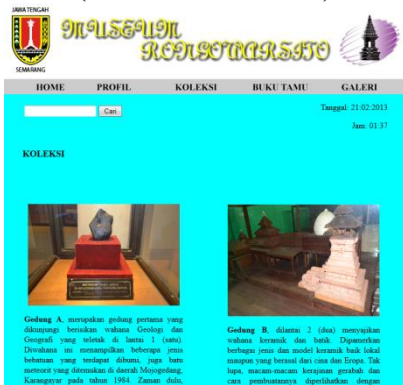 JAWA TENGAH
MUSEUM
RONGGOWARSITO
SEMARANG
HOME PROFIL KOLEKSI BUKU TAMU GALERI
Cari
Tanggal: 21:02:2013
Jam: 01:37
KOLEKSI
Gedung A, merupakan gedung pertama yang
dikunjungi berisikan wahana Geologi dan
Geografi yang teletak di lantai 1 (satu).
Diwahana ini menampilkan beberapa jenis
bebatuan yang terdapat dibumi, juga batu
meteorit yang ditemukan di daerah Mojogedang,
Karangayar pada tahun 1984. Zaman dulu,
Gedung B, dilantai 2 (dua) menyajikan
wahana keramik dan batik. Dipamerkan
berbagai jenis dan model keramik baik lokal
maupun yang berasal dari cina dan Eropa. Tak
lupa, macam-macam kerajinan gerabah dan
cara pembuatannya diperlihatkan dengan